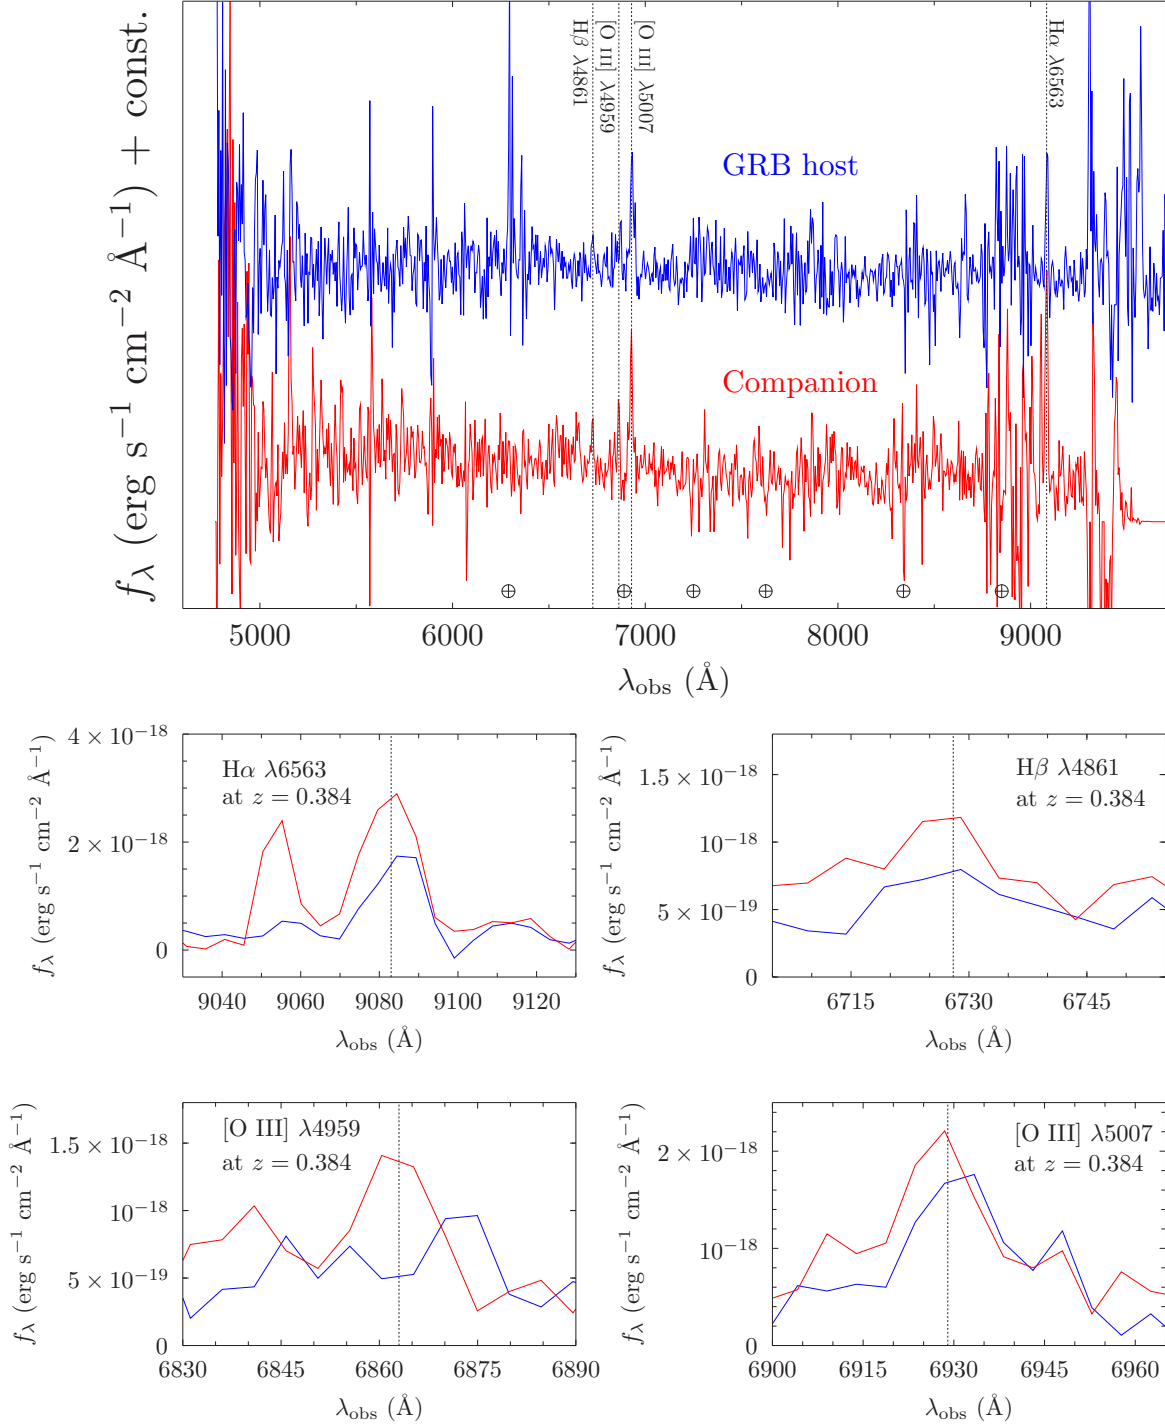 f_λ (erg s⁻¹ cm⁻² Å⁻¹) + const.
Hβ λ4861
[O III] λ4959
[O III] λ5007
Hα λ6563
GRB host
Companion
5000 6000 7000 8000 9000
λ_obs (Å)
f_λ (erg s⁻¹ cm⁻² Å⁻¹)
4 × 10⁻¹⁸
2 × 10⁻¹⁸
0
Hα λ6563
at z = 0.384
9040 9060 9080 9100 9120
λ_obs (Å)
f_λ (erg s⁻¹ cm⁻² Å⁻¹)
1.5 × 10⁻¹⁸
10⁻¹⁸
5 × 10⁻¹⁹
0
Hβ λ4861
at z = 0.384
6715 6730 6745
λ_obs (Å)
f_λ (erg s⁻¹ cm⁻² Å⁻¹)
1.5 × 10⁻¹⁸
10⁻¹⁸
5 × 10⁻¹⁹
0
[O III] λ4959
at z = 0.384
6830 6845 6860 6875 6890
λ_obs (Å)
f_λ (erg s⁻¹ cm⁻² Å⁻¹)
2 × 10⁻¹⁸
10⁻¹⁸
0
[O III] λ5007
at z = 0.384
6900 6915 6930 6945 6960
λ_obs (Å)